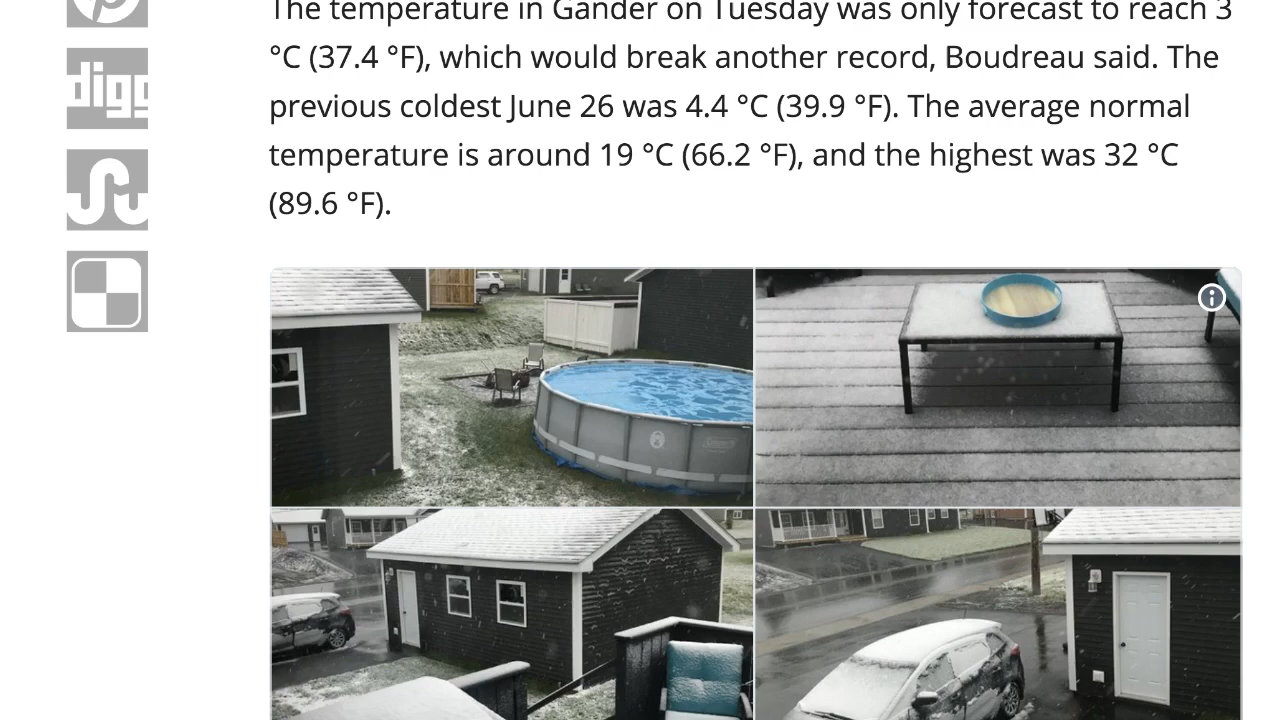 The temperature in Gander on Tuesday was only forecast to reach 3
°C (37.4 °F), which would break another record, Boudreau said. The
previous coldest June 26 was 4.4 °C (39.9 °F). The average normal
temperature is around 19 °C (66.2 °F), and the highest was 32 °C
(89.6 °F).
digg